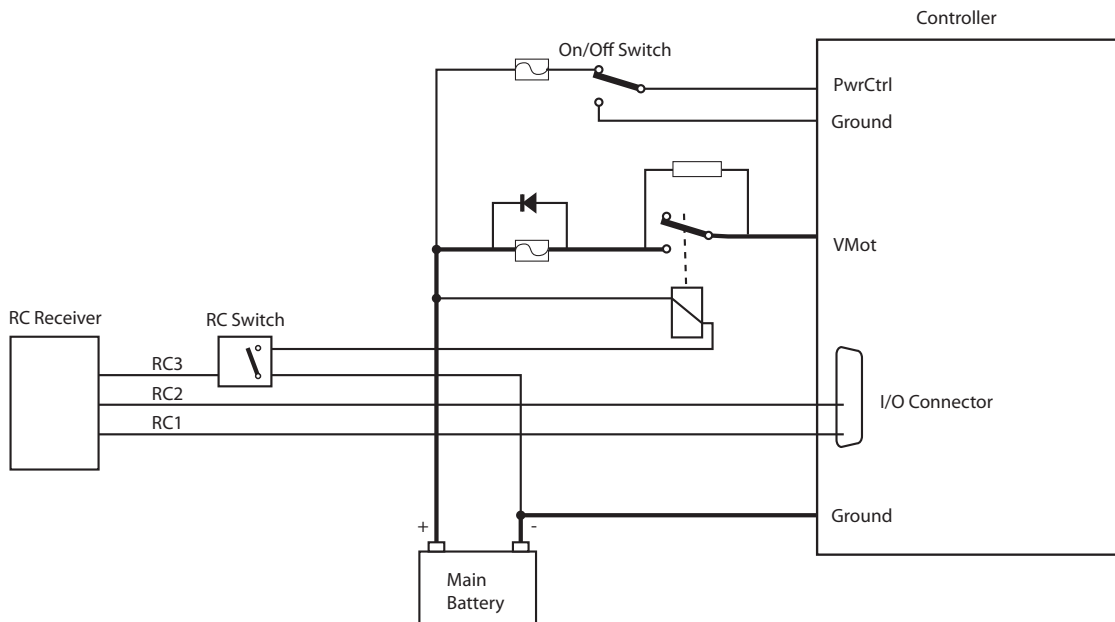 Controller
On/Off Switch
PwrCtrl
Ground
VMot
RC Receiver
RC Switch
RC3
RC2
RC1
I/O Connector
Ground
+
-
Main
Battery